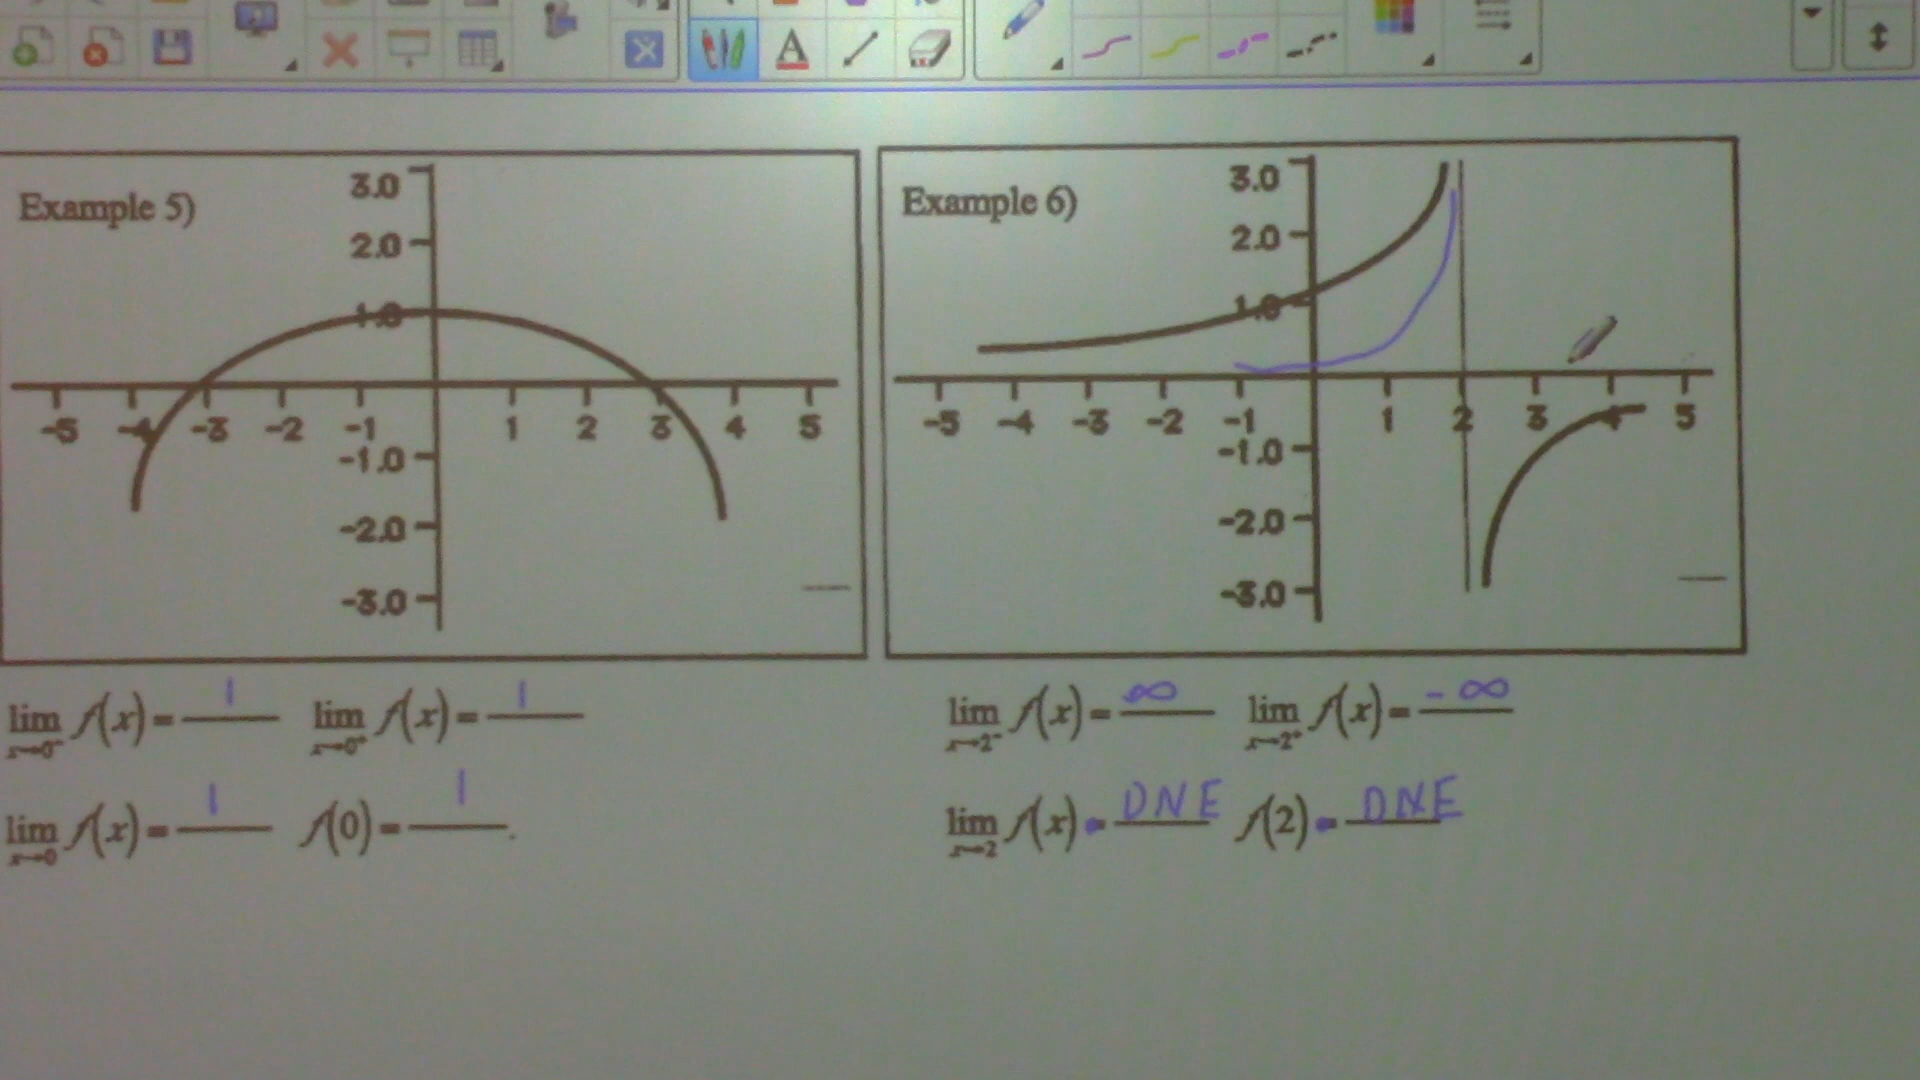 Example 5)
3.0
2.0
1.0
-5 -4 -3 -2 -1 1 2 3 4 5
-1.0
-2.0
-3.0
lim x→0⁻ f(x) = 1 lim x→0⁺ f(x) = 1
lim x→0 f(x) = 1 f(0) = 1.
Example 6)
3.0
2.0
1.0
-5 -4 -3 -2 -1 1 2 3 4 5
-1.0
-2.0
-3.0
lim x→2⁻ f(x) = ∞ lim x→2⁺ f(x) = - ∞
lim x→2 f(x) = DNE f(2) = DNE